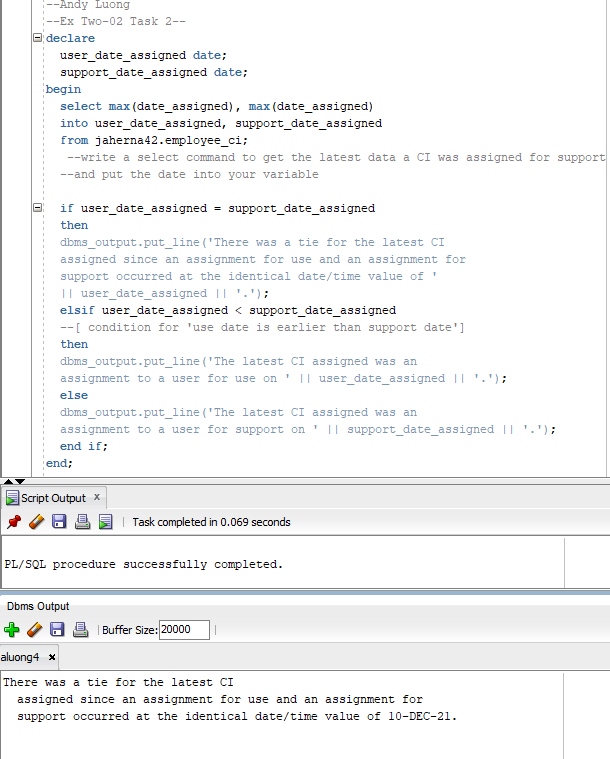 --Andy Luong
--Ex Two-02 Task 2--
declare
user_date_assigned date;
support_date_assigned date;
begin
select max(date_assigned), max(date_assigned)
into user_date_assigned, support_date_assigned
from jaherna42.employee_ci;
--write a select command to get the latest data a CI was assigned for support
--and put the date into your variable
if user_date_assigned = support_date_assigned
then
dbms_output.put_line('There was a tie for the latest CI
assigned since an assignment for use and an assignment for
support occurred at the identical date/time value of '
|| user_date_assigned || '.');
elsif user_date_assigned < support_date_assigned
--[ condition for 'use date is earlier than support date']
then
dbms_output.put_line('The latest CI assigned was an
assignment to a user for use on ' || user_date_assigned || '.');
else
dbms_output.put_line('The latest CI assigned was an
assignment to a user for support on ' || support_date_assigned || '.');
end if;
end;
Script Output x
Task completed in 0.069 seconds
PL/SQL procedure successfully completed.
Dbms Output
Buffer Size: 20000
aluong4 x
There was a tie for the latest CI
assigned since an assignment for use and an assignment for
support occurred at the identical date/time value of 10-DEC-21.